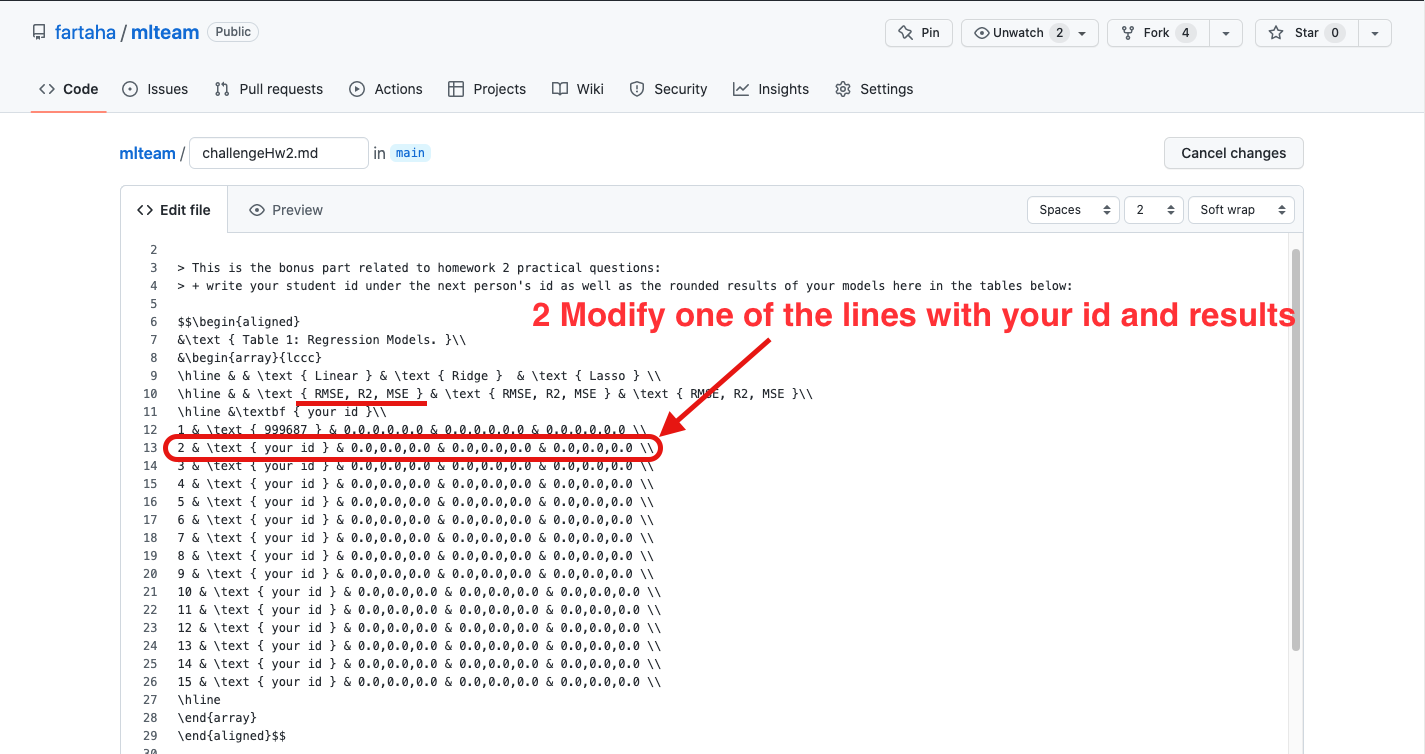 fartaha / mlteam Public
Pin Unwatch 2 Fork 4 Star 0
Code Issues Pull requests Actions Projects Wiki Security Insights Settings
mlteam / challengeHw2.md in main
Cancel changes
Edit file Preview Spaces 2 Soft wrap
2
3 > This is the bonus part related to homework 2 practical questions:
4 > + write your student id under the next person's id as well as the rounded results of your models here in the tables below:
5
2 Modify one of the lines with your id and results
6 $$\begin{aligned}
7 &\text { Table 1: Regression Models. }\\
8 &\begin{array}{lccc}
9 \hline & & \text { Linear } & \text { Ridge }  & \text { Lasso } \\
10 \hline & & \text { RMSE, R2, MSE } & \text { RMSE, R2, MSE } & \text { RMSE, R2, MSE }\\
11 \hline &\textbf { your id }\\
12 1 & \text { 999687 } & 0.0,0.0,0.0 & 0.0,0.0,0.0 & 0.0,0.0,0.0 \\
13 2 & \text { your id } & 0.0,0.0,0.0 & 0.0,0.0,0.0 & 0.0,0.0,0.0 \\
14 3 & \text { your id } & 0.0,0.0,0.0 & 0.0,0.0,0.0 & 0.0,0.0,0.0 \\
15 4 & \text { your id } & 0.0,0.0,0.0 & 0.0,0.0,0.0 & 0.0,0.0,0.0 \\
16 5 & \text { your id } & 0.0,0.0,0.0 & 0.0,0.0,0.0 & 0.0,0.0,0.0 \\
17 6 & \text { your id } & 0.0,0.0,0.0 & 0.0,0.0,0.0 & 0.0,0.0,0.0 \\
18 7 & \text { your id } & 0.0,0.0,0.0 & 0.0,0.0,0.0 & 0.0,0.0,0.0 \\
19 8 & \text { your id } & 0.0,0.0,0.0 & 0.0,0.0,0.0 & 0.0,0.0,0.0 \\
20 9 & \text { your id } & 0.0,0.0,0.0 & 0.0,0.0,0.0 & 0.0,0.0,0.0 \\
21 10 & \text { your id } & 0.0,0.0,0.0 & 0.0,0.0,0.0 & 0.0,0.0,0.0 \\
22 11 & \text { your id } & 0.0,0.0,0.0 & 0.0,0.0,0.0 & 0.0,0.0,0.0 \\
23 12 & \text { your id } & 0.0,0.0,0.0 & 0.0,0.0,0.0 & 0.0,0.0,0.0 \\
24 13 & \text { your id } & 0.0,0.0,0.0 & 0.0,0.0,0.0 & 0.0,0.0,0.0 \\
25 14 & \text { your id } & 0.0,0.0,0.0 & 0.0,0.0,0.0 & 0.0,0.0,0.0 \\
26 15 & \text { your id } & 0.0,0.0,0.0 & 0.0,0.0,0.0 & 0.0,0.0,0.0 \\
27 \hline
28 \end{array}
29 \end{aligned}$$
30